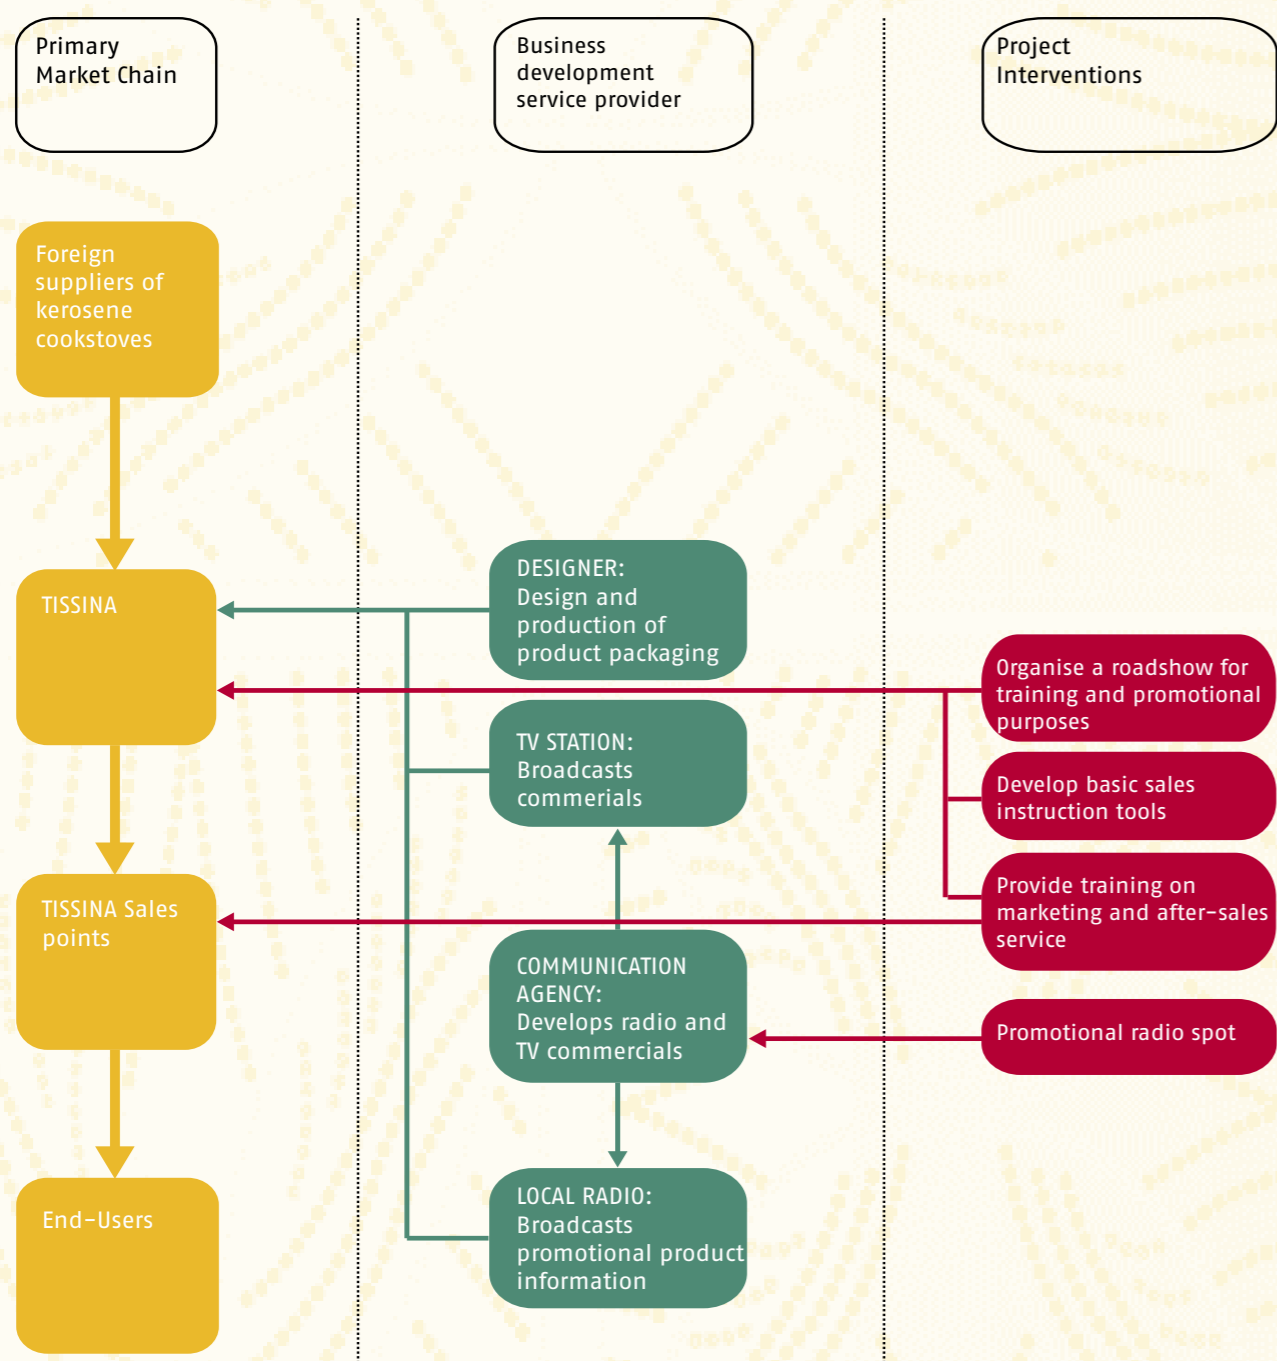 Primary
Market Chain
Business
development
service provider
Project
Interventions
Foreign
suppliers of
kerosene
cookstoves
TISSINA
TISSINA Sales
points
End-Users
DESIGNER:
Design and
production of
product packaging
TV STATION:
Broadcasts
commerials
COMMUNICATION
AGENCY:
Develops radio and
TV commercials
LOCAL RADIO:
Broadcasts
promotional product
information
Organise a roadshow for
training and promotional
purposes
Develop basic sales
instruction tools
Provide training on
marketing and after-sales
service
Promotional radio spot